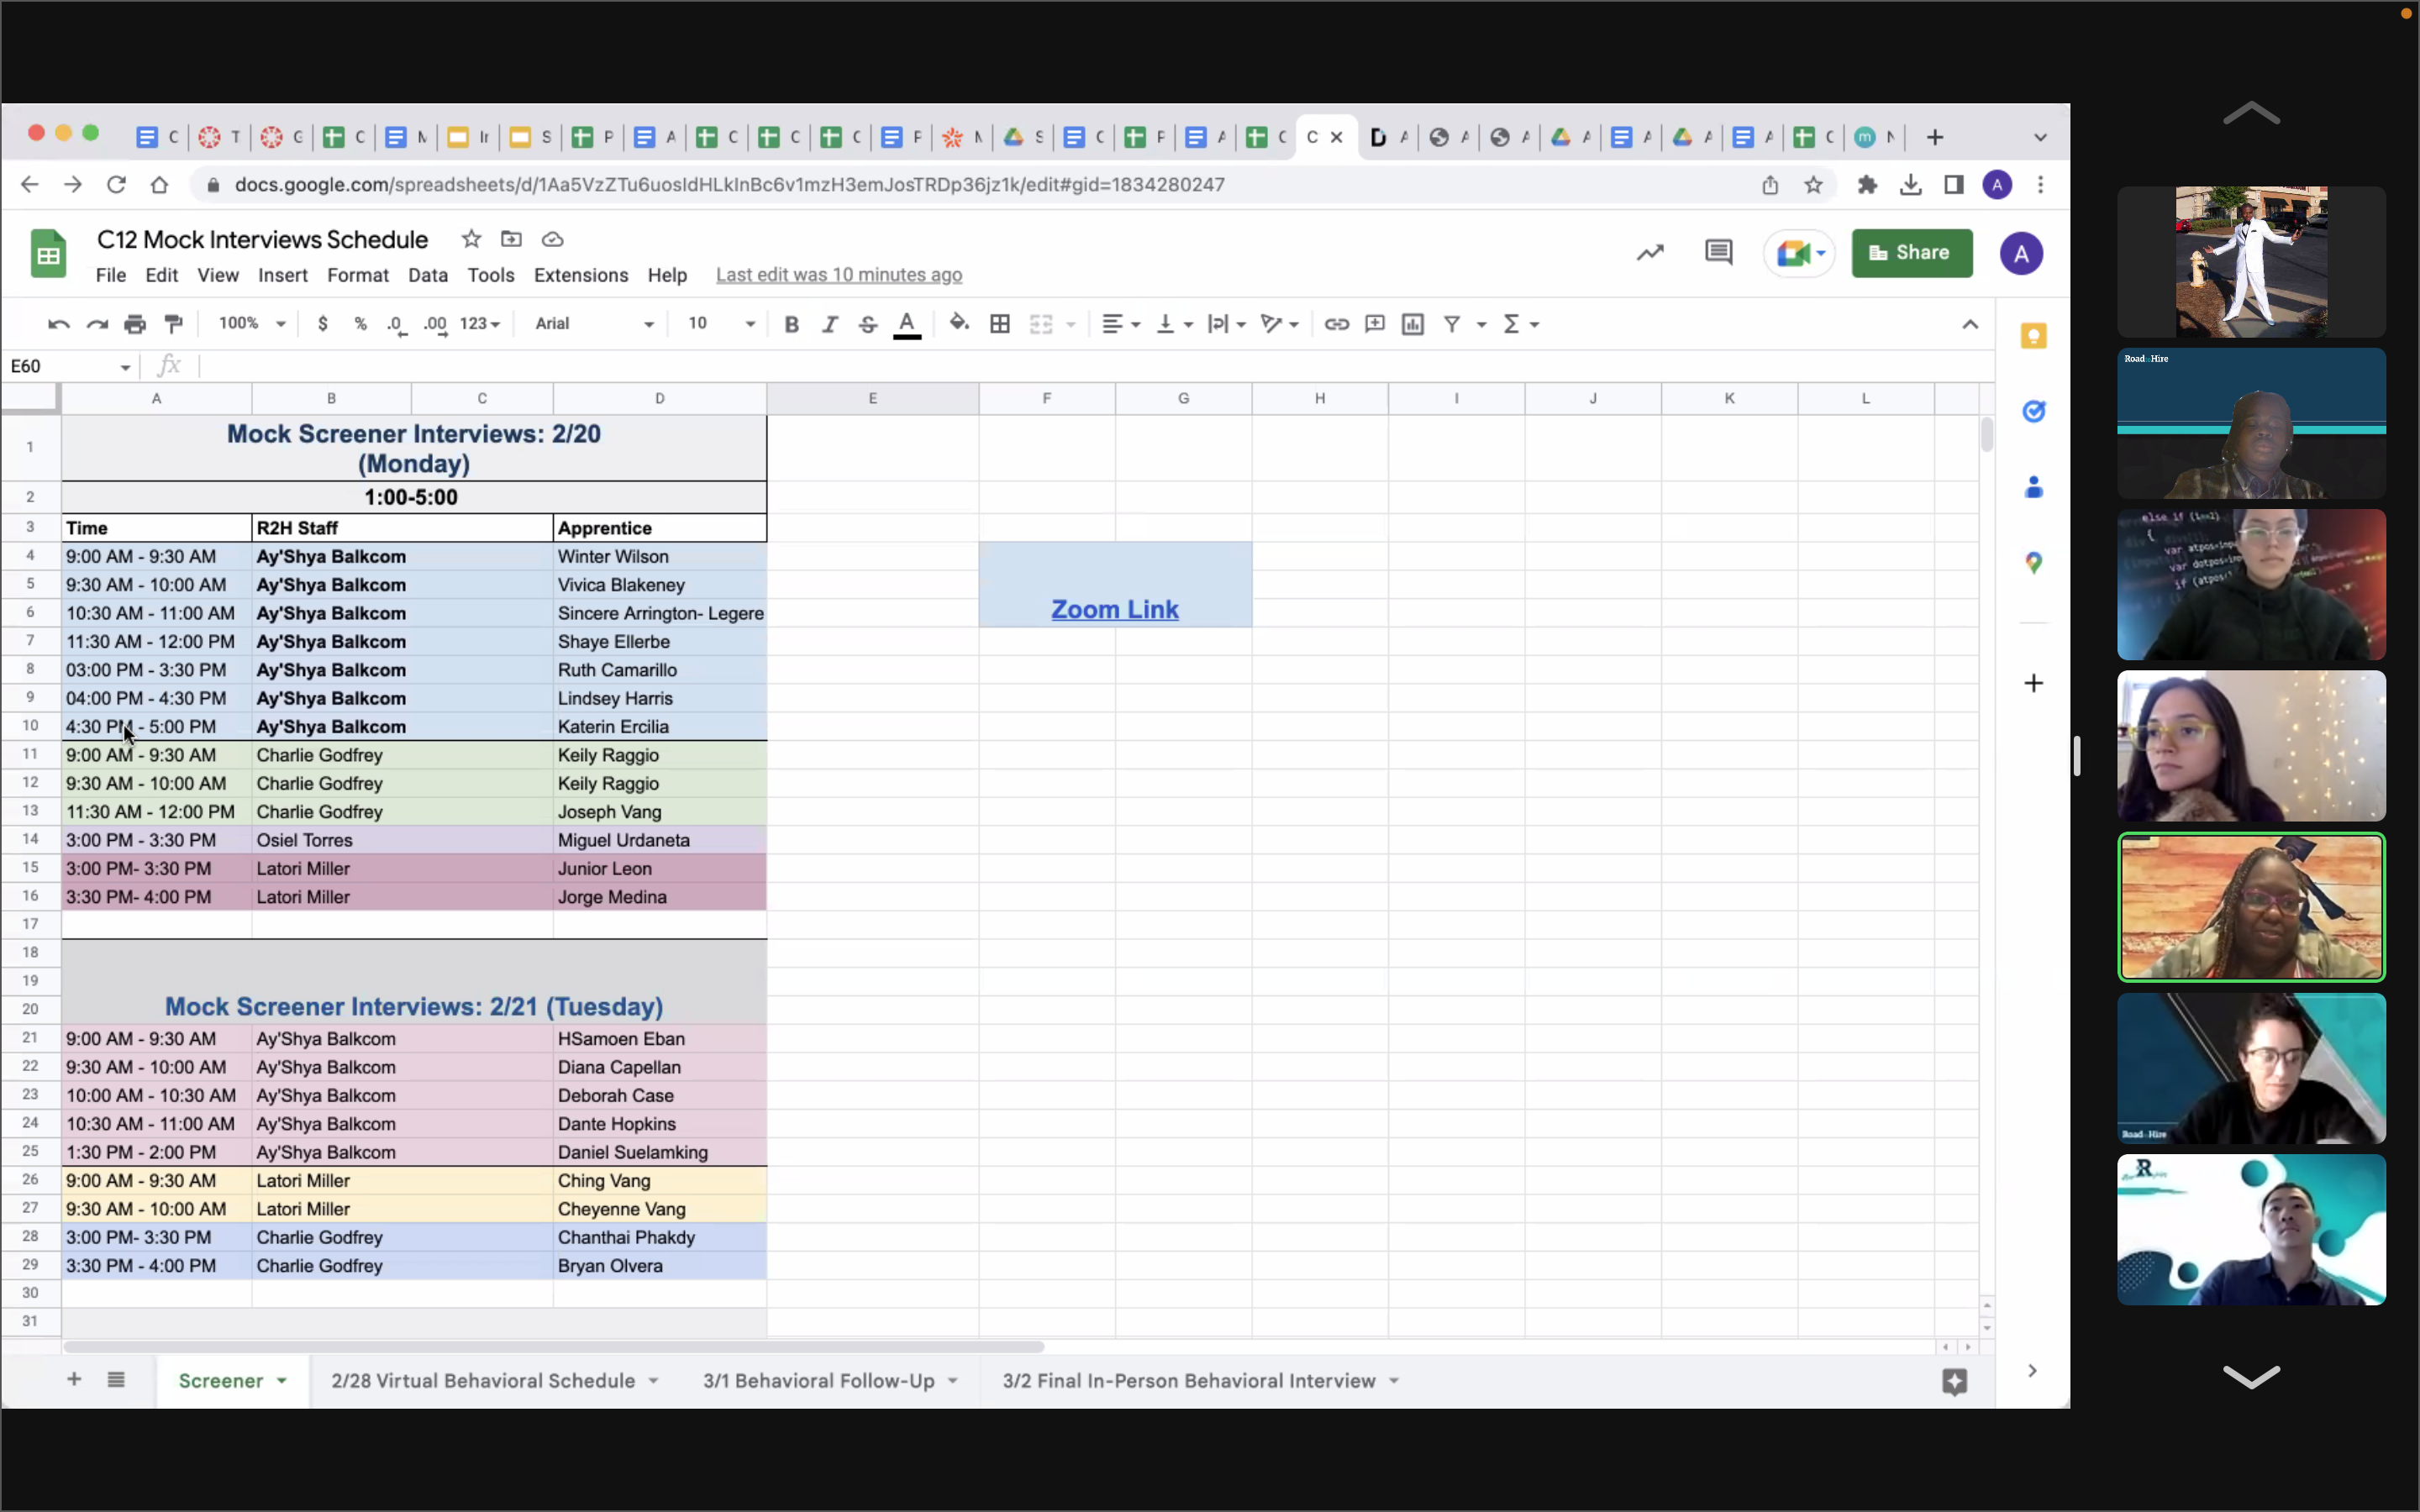 C T G C M Ir S P A C C C F M S C F A C C A A A A A A A C N
docs.google.com/spreadsheets/d/1Aa5VzZTu6uosIdHLkInBc6v1mzH3emJosTRDp36jz1k/edit#gid=1834280247
A
C12 Mock Interviews Schedule
Share
A
File Edit View Insert Format Data Tools Extensions Help Last edit was 10 minutes ago
100% $ % .0 .00 123 Arial 10 B I S A
E60 fx
A B C D E F G H I J K L
1 Mock Screener Interviews: 2/20
(Monday)
2 1:00-5:00
3 Time R2H Staff Apprentice
4 9:00 AM - 9:30 AM Ay'Shya Balkcom Winter Wilson
5 9:30 AM - 10:00 AM Ay'Shya Balkcom Vivica Blakeney
6 10:30 AM - 11:00 AM Ay'Shya Balkcom Sincere Arrington- Legere
Zoom Link
7 11:30 AM - 12:00 PM Ay'Shya Balkcom Shaye Ellerbe
8 03:00 PM - 3:30 PM Ay'Shya Balkcom Ruth Camarillo
9 04:00 PM - 4:30 PM Ay'Shya Balkcom Lindsey Harris
10 4:30 PM - 5:00 PM Ay'Shya Balkcom Katerin Ercilia
11 9:00 AM - 9:30 AM Charlie Godfrey Keily Raggio
12 9:30 AM - 10:00 AM Charlie Godfrey Keily Raggio
13 11:30 AM - 12:00 PM Charlie Godfrey Joseph Vang
14 3:00 PM - 3:30 PM Osiel Torres Miguel Urdaneta
15 3:00 PM- 3:30 PM Latori Miller Junior Leon
16 3:30 PM- 4:00 PM Latori Miller Jorge Medina
17
18
19
20 Mock Screener Interviews: 2/21 (Tuesday)
21 9:00 AM - 9:30 AM Ay'Shya Balkcom HSamoen Eban
22 9:30 AM - 10:00 AM Ay'Shya Balkcom Diana Capellan
23 10:00 AM - 10:30 AM Ay'Shya Balkcom Deborah Case
24 10:30 AM - 11:00 AM Ay'Shya Balkcom Dante Hopkins
25 1:30 PM - 2:00 PM Ay'Shya Balkcom Daniel Suelamking
26 9:00 AM - 9:30 AM Latori Miller Ching Vang
27 9:30 AM - 10:00 AM Latori Miller Cheyenne Vang
28 3:00 PM- 3:30 PM Charlie Godfrey Chanthai Phakdy
29 3:30 PM - 4:00 PM Charlie Godfrey Bryan Olvera
30
31
Screener 2/28 Virtual Behavioral Schedule 3/1 Behavioral Follow-Up 3/2 Final In-Person Behavioral Interview
Road Hire
else if (i==2)
{
var atpos=inp
var dotpos=inp
if (atpos
Road Hire
R